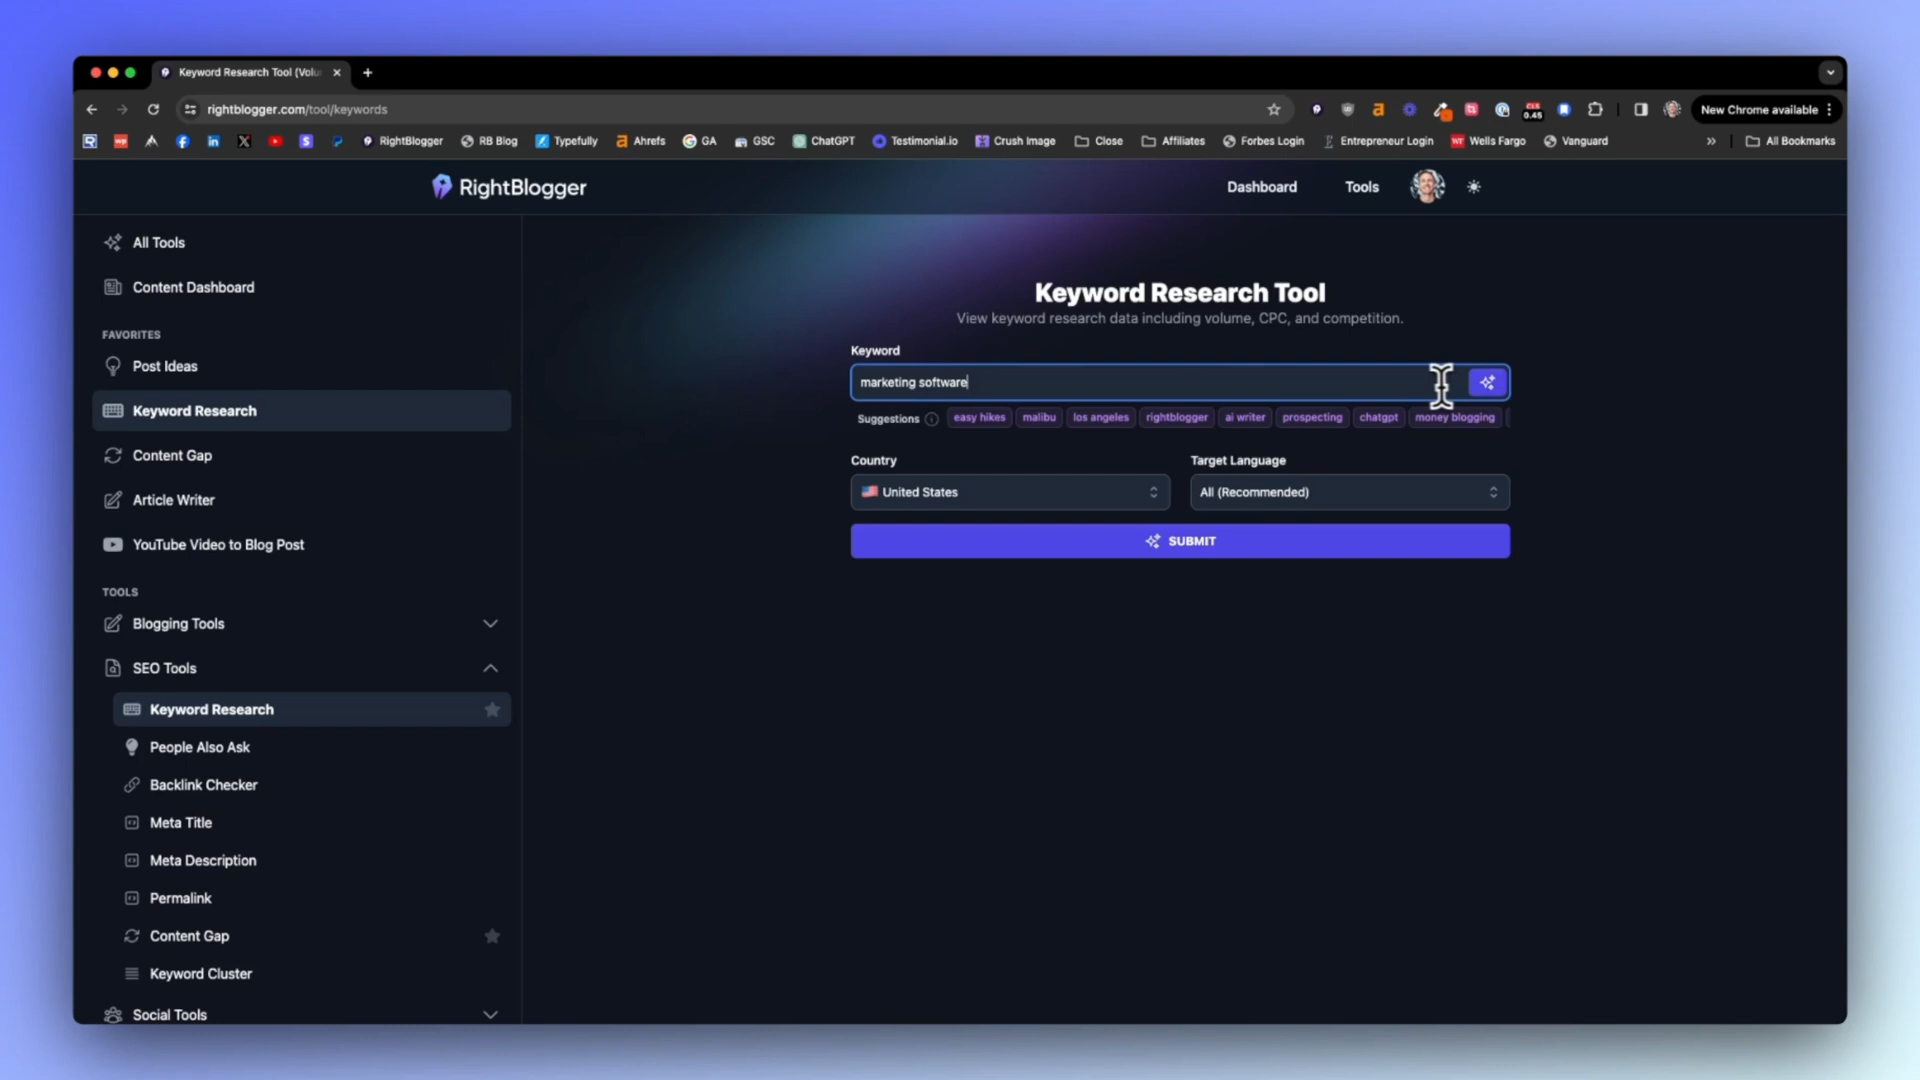 Keyword Research Tool (Volu
rightblogger.com/tool/keywords
0.45
New Chrome available
RightBlogger
RB Blog
Typefully
Ahrefs
GA
GSC
ChatGPT
Testimonial.io
Crush Image
Close
Affiliates
Forbes Login
Entrepreneur Login
Wells Fargo
Vanguard
All Bookmarks
RightBlogger
Dashboard
Tools
All Tools
Content Dashboard
FAVORITES
Post Ideas
Keyword Research
Content Gap
Article Writer
YouTube Video to Blog Post
TOOLS
Blogging Tools
SEO Tools
Keyword Research
People Also Ask
Backlink Checker
Meta Title
Meta Description
Permalink
Content Gap
Keyword Cluster
Social Tools
Keyword Research Tool
View keyword research data including volume, CPC, and competition.
Keyword
marketing software
Suggestions
easy hikes
malibu
los angeles
rightblogger
ai writer
prospecting
chatgpt
money blogging
Country
Target Language
United States
All (Recommended)
SUBMIT